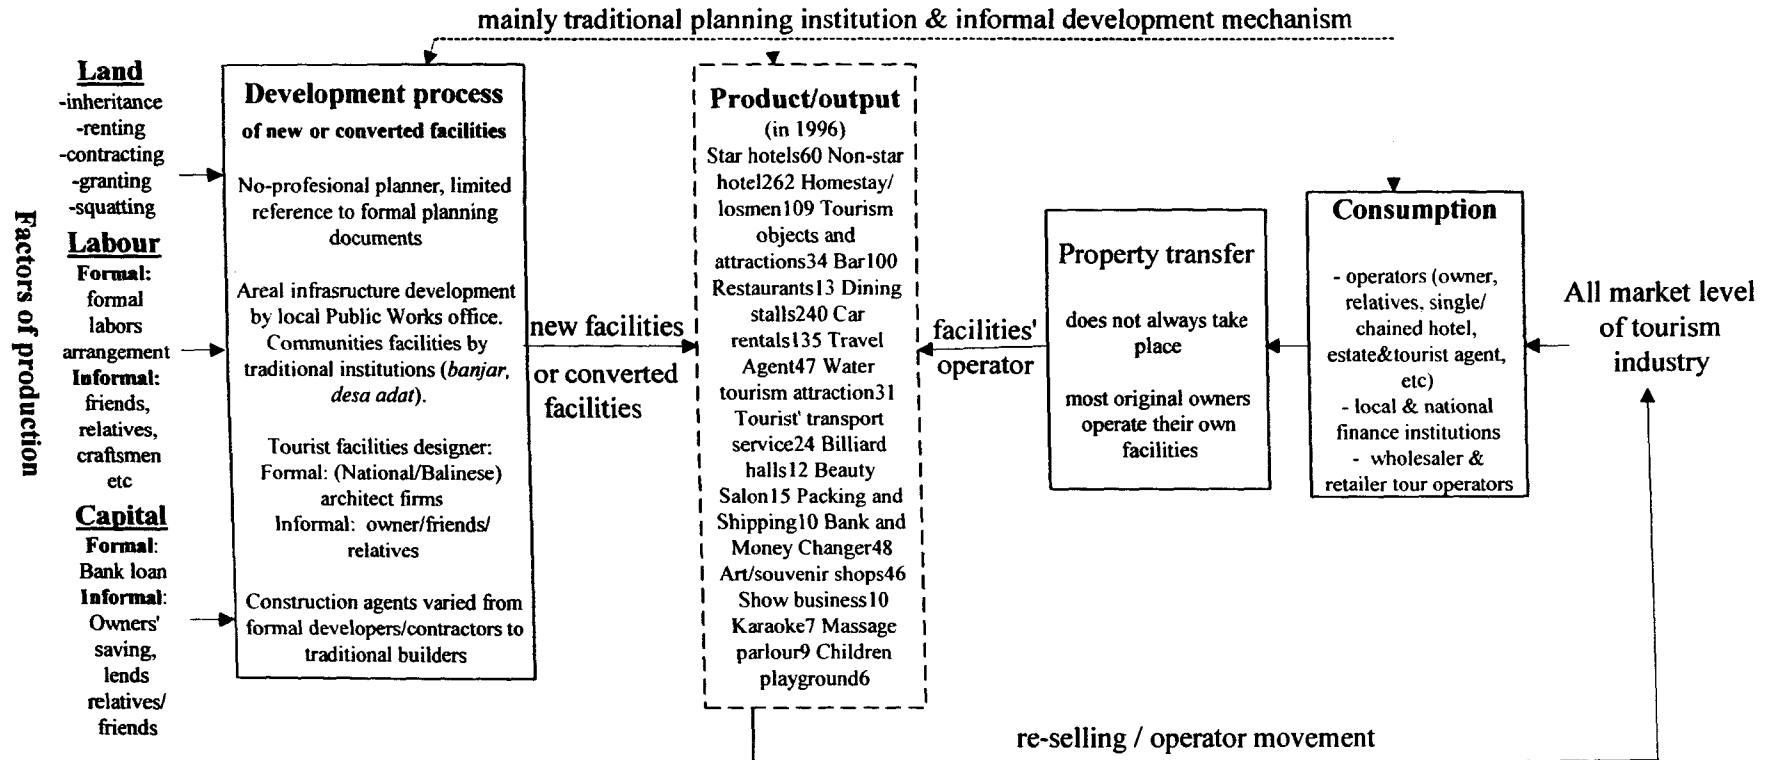 mainly traditional planning institution & informal development mechanism
Factors of production
Land
-inheritance
-renting
-contracting
-granting
-squatting
Labour
Formal:
formal
labors
arrangement
Informal:
friends,
relatives,
craftsmen
etc
Capital
Formal:
Bank loan
Informal:
Owners'
saving,
lends
relatives/
friends
Development process
of new or converted facilities
No-profesional planner, limited
reference to formal planning
documents
Areal infrasructure development
by local Public Works office.
Communities facilities by
traditional institutions (banjar,
desa adat).
Tourist facilities designer:
Formal: (National/Balinese)
architect firms
Informal: owner/friends/
relatives
Construction agents varied from
formal developers/contractors to
traditional builders
new facilities
or converted
facilities
Product/output
(in 1996)
Star hotels60 Non-star
hotel262 Homestay/
losmen109 Tourism
objects and
attractions34 Bar100
Restaurants13 Dining
stalls240 Car
rentals135 Travel
Agent47 Water
tourism attraction31
Tourist' transport
service24 Billiard
halls12 Beauty
Salon15 Packing and
Shipping10 Bank and
Money Changer48
Art/souvenir shops46
Show business10
Karaoke7 Massage
parlour9 Children
playground6
facilities'
operator
Property transfer
does not always take
place
most original owners
operate their own
facilities
Consumption
- operators (owner,
relatives, single/
chained hotel,
estate&tourist agent,
etc)
- local & national
finance institutions
- wholesaler &
retailer tour operators
All market level
of tourism
industry
re-selling / operator movement